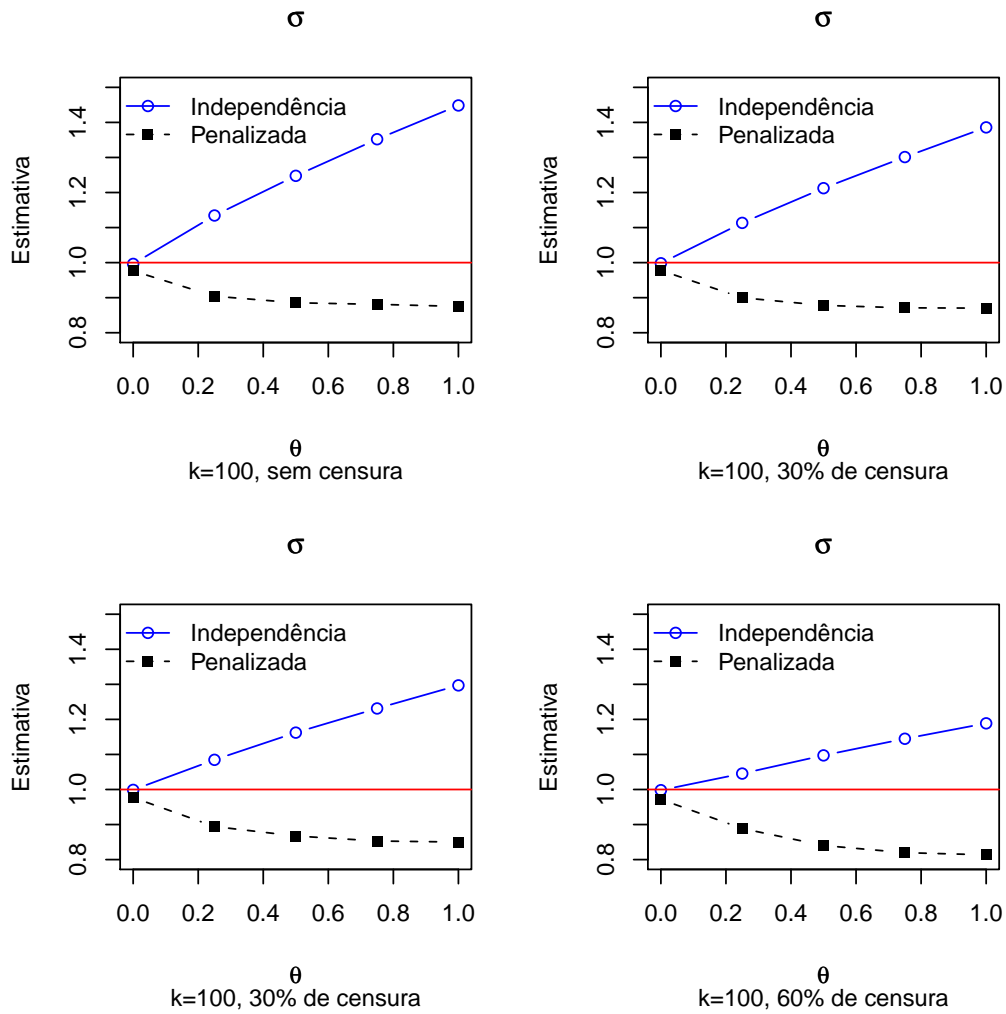 σ
Independência
Penalizada
Estimativa
0.8 1.0 1.2 1.4
0.0 0.2 0.4 0.6 0.8 1.0
θ
k=100, sem censura
σ
Independência
Penalizada
Estimativa
0.8 1.0 1.2 1.4
0.0 0.2 0.4 0.6 0.8 1.0
θ
k=100, 30% de censura
σ
Independência
Penalizada
Estimativa
0.8 1.0 1.2 1.4
0.0 0.2 0.4 0.6 0.8 1.0
θ
k=100, 30% de censura
σ
Independência
Penalizada
Estimativa
0.8 1.0 1.2 1.4
0.0 0.2 0.4 0.6 0.8 1.0
θ
k=100, 60% de censura